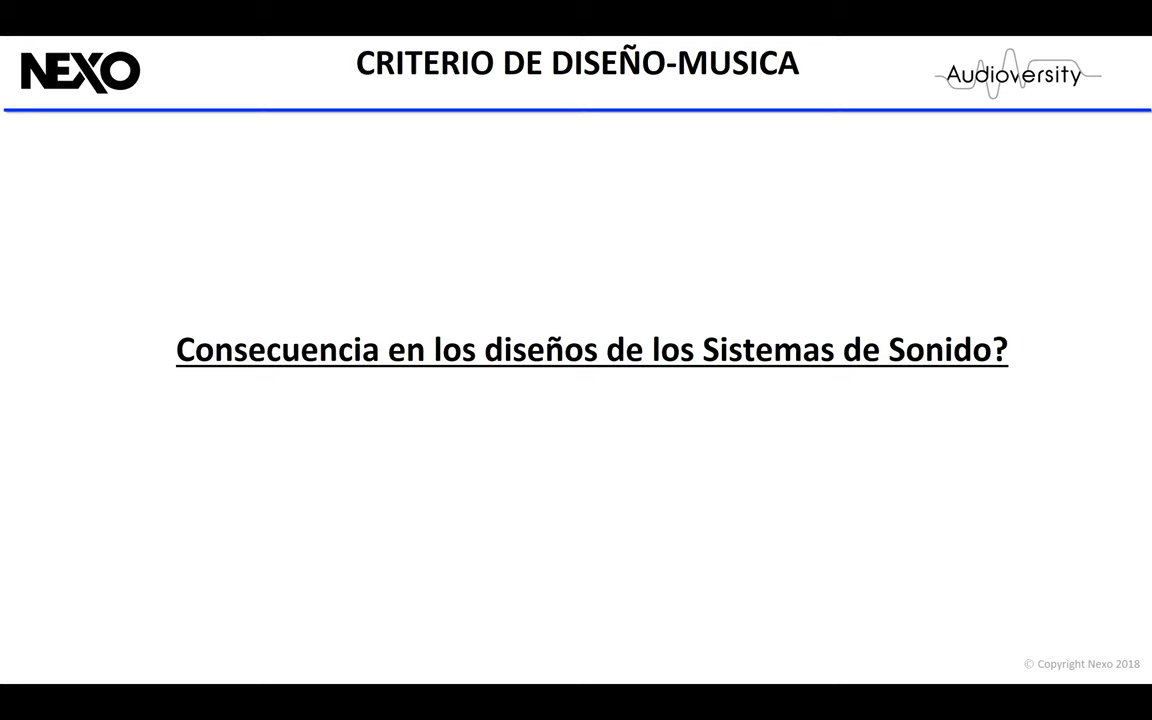 NEXO
CRITERIO DE DISEÑO-MUSICA
Audioversity
Consecuencia en los diseños de los Sistemas de Sonido?
© Copyright Nexo 2018